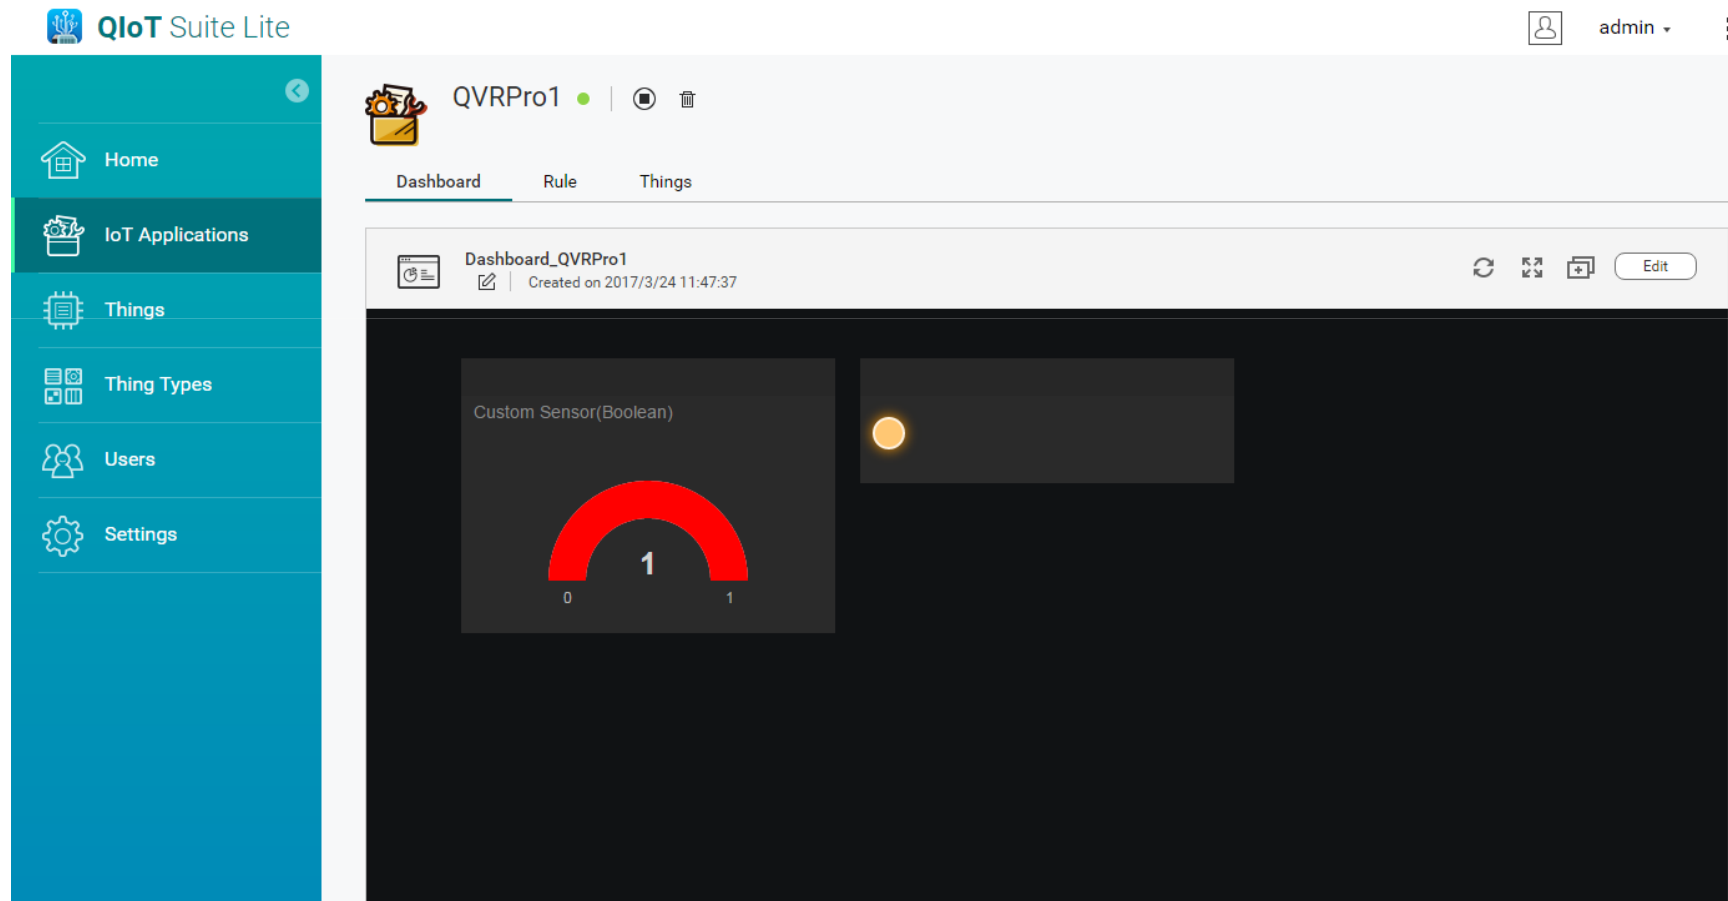 QIoT Suite Lite
admin
QVRPro1
Home
IoT Applications
Things
Thing Types
Users
Settings
Dashboard Rule Things
Dashboard_QVRPro1
Created on 2017/3/24 11:47:37
Edit
Custom Sensor(Boolean)
1
0 1